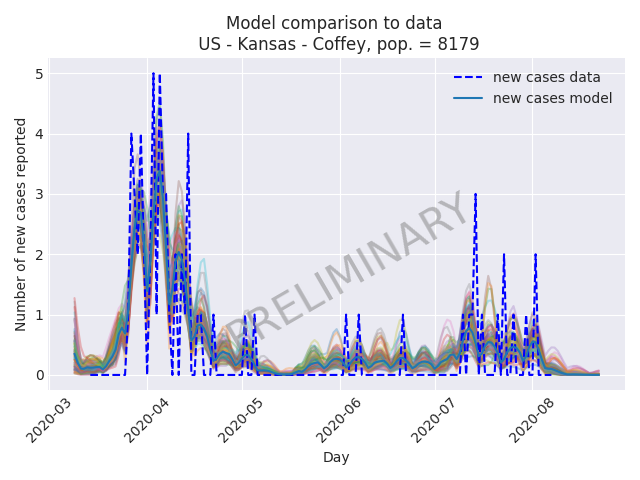 Model comparison to data
US - Kansas - Coffey, pop. = 8179
new cases data
new cases model
Number of new cases reported
5
4
3
2
1
0
PRELIMINARY
2020-03
2020-04
2020-05
2020-06
2020-07
2020-08
Day